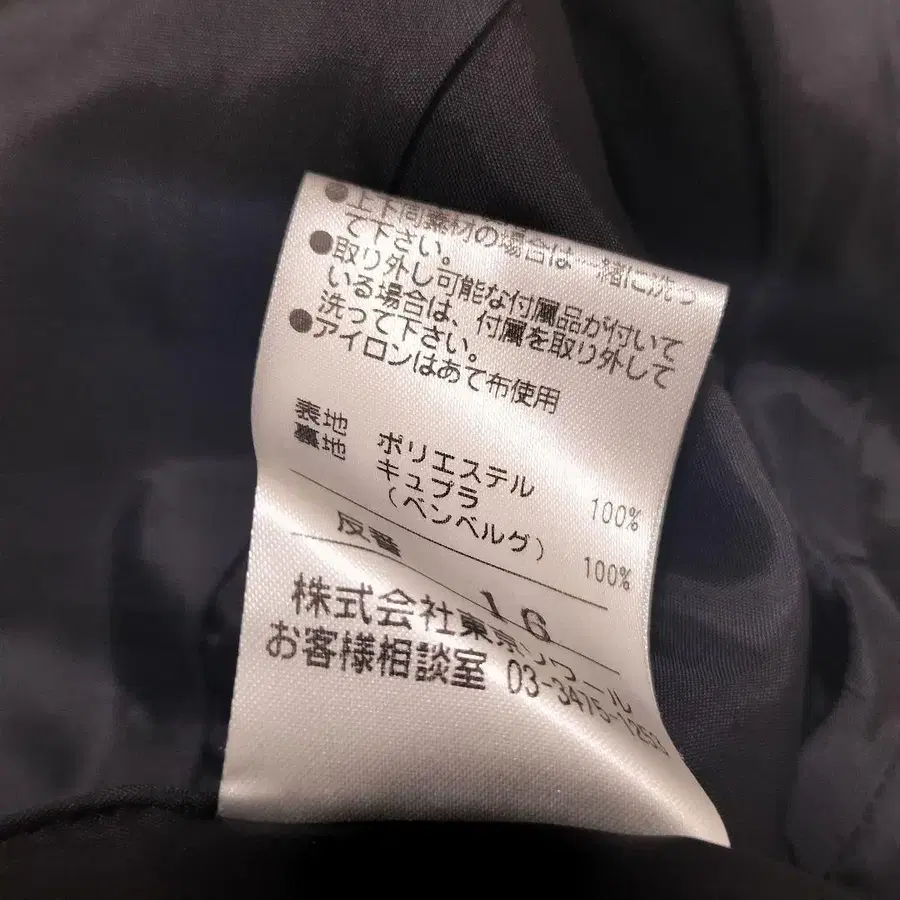 ●上下同素材の場合は一緒に洗っ
て下さい。
●取り外し可能な付属品が付いて
いる場合は、付属を取り外して
洗って下さい。
●アイロンはあて布使用
表地 ポリエステル 100%
裏地 キュプラ
(ベンベルグ) 100%
反番 16
株式会社東京ソワール
お客様相談室 03-3475-